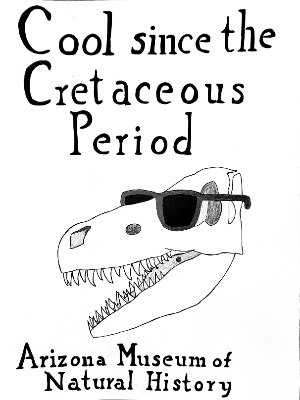 Cool since the
Cretaceous
Period
Arizona Museum of
Natural History